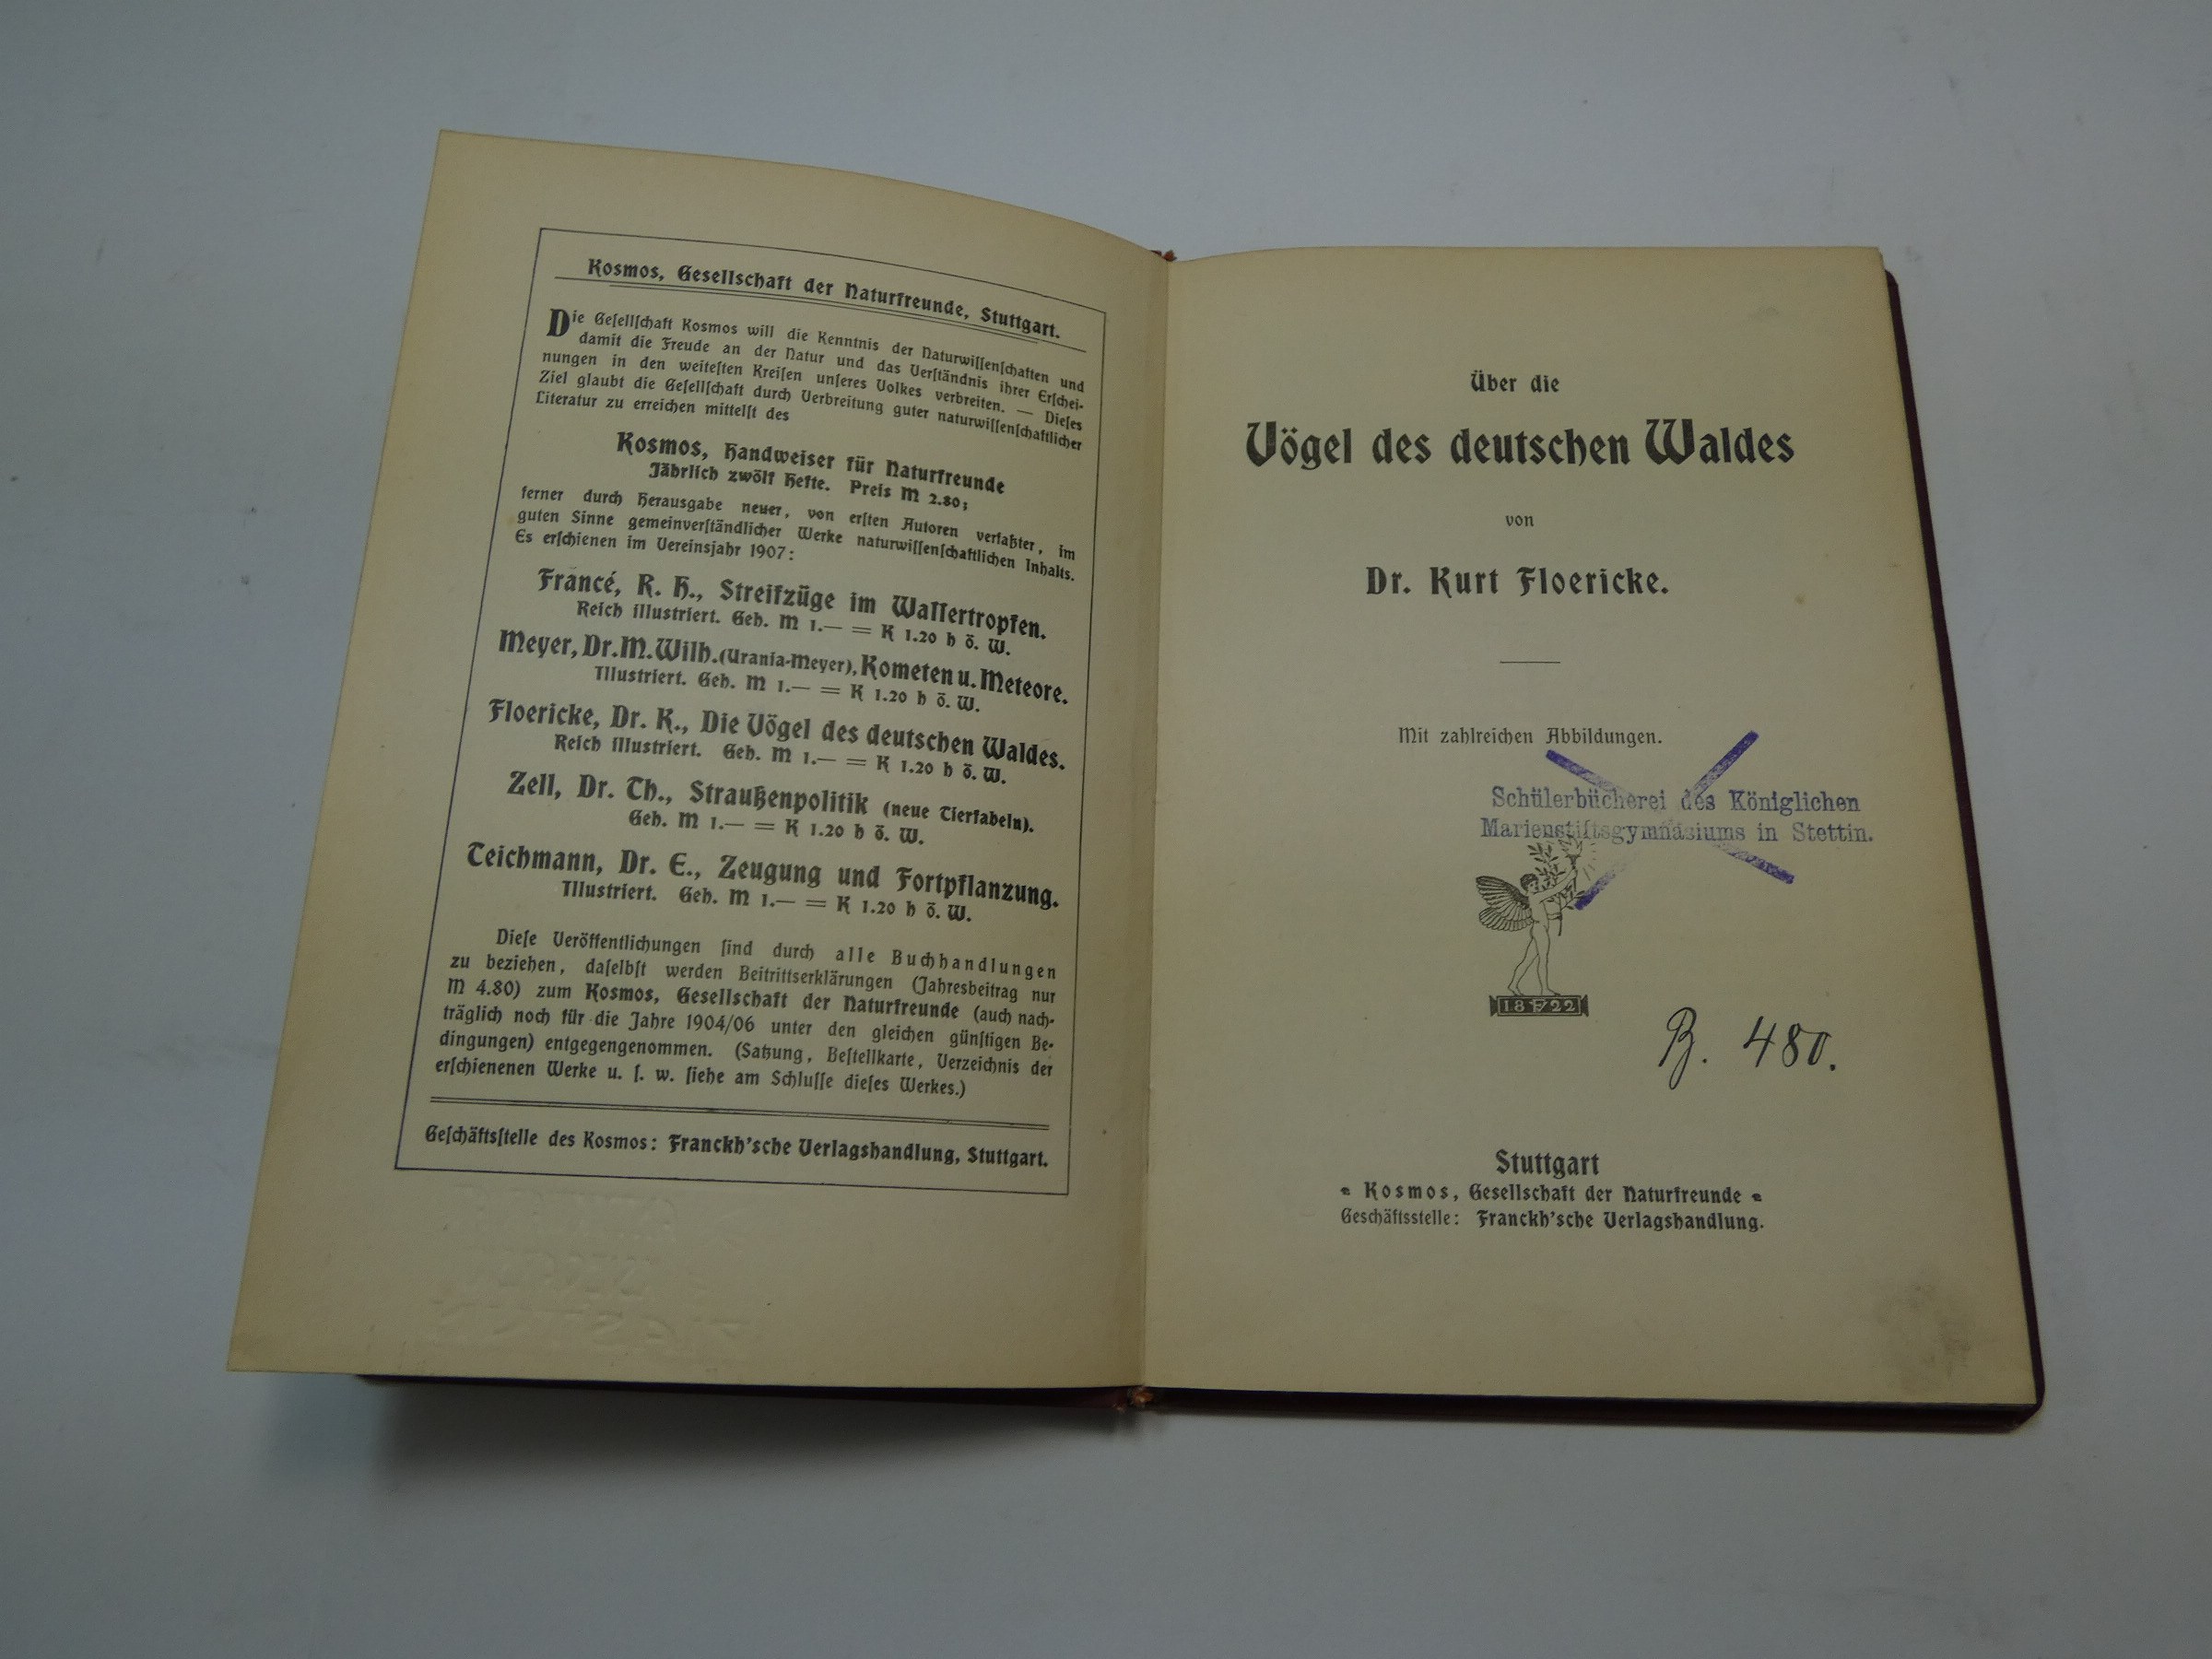 Kosmos, Gesellschaft der Naturfreunde, Stuttgart.
Die Geſellſchaft Kosmos will die Kenntnis der Naturwiſſenſchaften und
damit die Freude an der Natur und das Verſtändnis ihrer Erſchei-
nungen in den weiteſten Kreiſen unſeres Volkes verbreiten. — Dieſes
Ziel glaubt die Geſellſchaft durch Verbreitung guter naturwiſſenſchaftlicher
Literatur zu erreichen mittelſt des
Kosmos, Handweiser für Naturfreunde
Jährlich zwölf Hefte. Preis M 2.80;
ferner durch Herausgabe neuer, von erſten Autoren verfaßter, im
guten Sinne gemeinverſtändlicher Werke naturwiſſenſchaftlichen Inhalts.
Es erſchienen im Vereinsjahr 1907:
Francé, R. H., Streifzüge im Waſſertropfen.
Reich illustriert. Geh. M 1.— = K 1.20 h ö. W.
Meyer, Dr. M. Wilh. (Urania-Meyer), Kometen u. Meteore.
Illustriert. Geh. M 1.— = K 1.20 h ö. W.
Floericke, Dr. K., Die Vögel des deutschen Waldes.
Reich illustriert. Geh. M 1.— = K 1.20 h ö. W.
Zell, Dr. Th., Straußenpolitik (neue Tierfabeln).
Geh. M 1.— = K 1.20 h ö. W.
Teichmann, Dr. E., Zeugung und Fortpflanzung.
Illustriert. Geh. M 1.— = K 1.20 h ö. W.
Dieſe Veröffentlichungen ſind durch alle Buchhandlungen
zu beziehen, daſelbſt werden Beitrittserklärungen (Jahresbeitrag nur
M 4.80) zum Kosmos, Gesellschaft der Naturfreunde (auch nach-
träglich noch für die Jahre 1904/06 unter den gleichen günſtigen Be-
dingungen) entgegengenommen. (Satzung, Beſtellkarte, Verzeichnis der
erſchienenen Werke u. ſ. w. ſiehe am Schluſſe dieſes Werkes.)
Geſchäftsſtelle des Kosmos: Franckh'sche Verlagshandlung, Stuttgart.
Über die
Vögel des deutschen Waldes
von
Dr. Kurt Floericke.
Mit zahlreichen Abbildungen.
Schülerbücherei des Königlichen
Marienstiftsgymnasiums in Stettin.
18 F 22
B. 480.
Stuttgart
Kosmos, Gesellschaft der Naturfreunde
Geschäftsstelle: Franckh'sche Verlagshandlung.